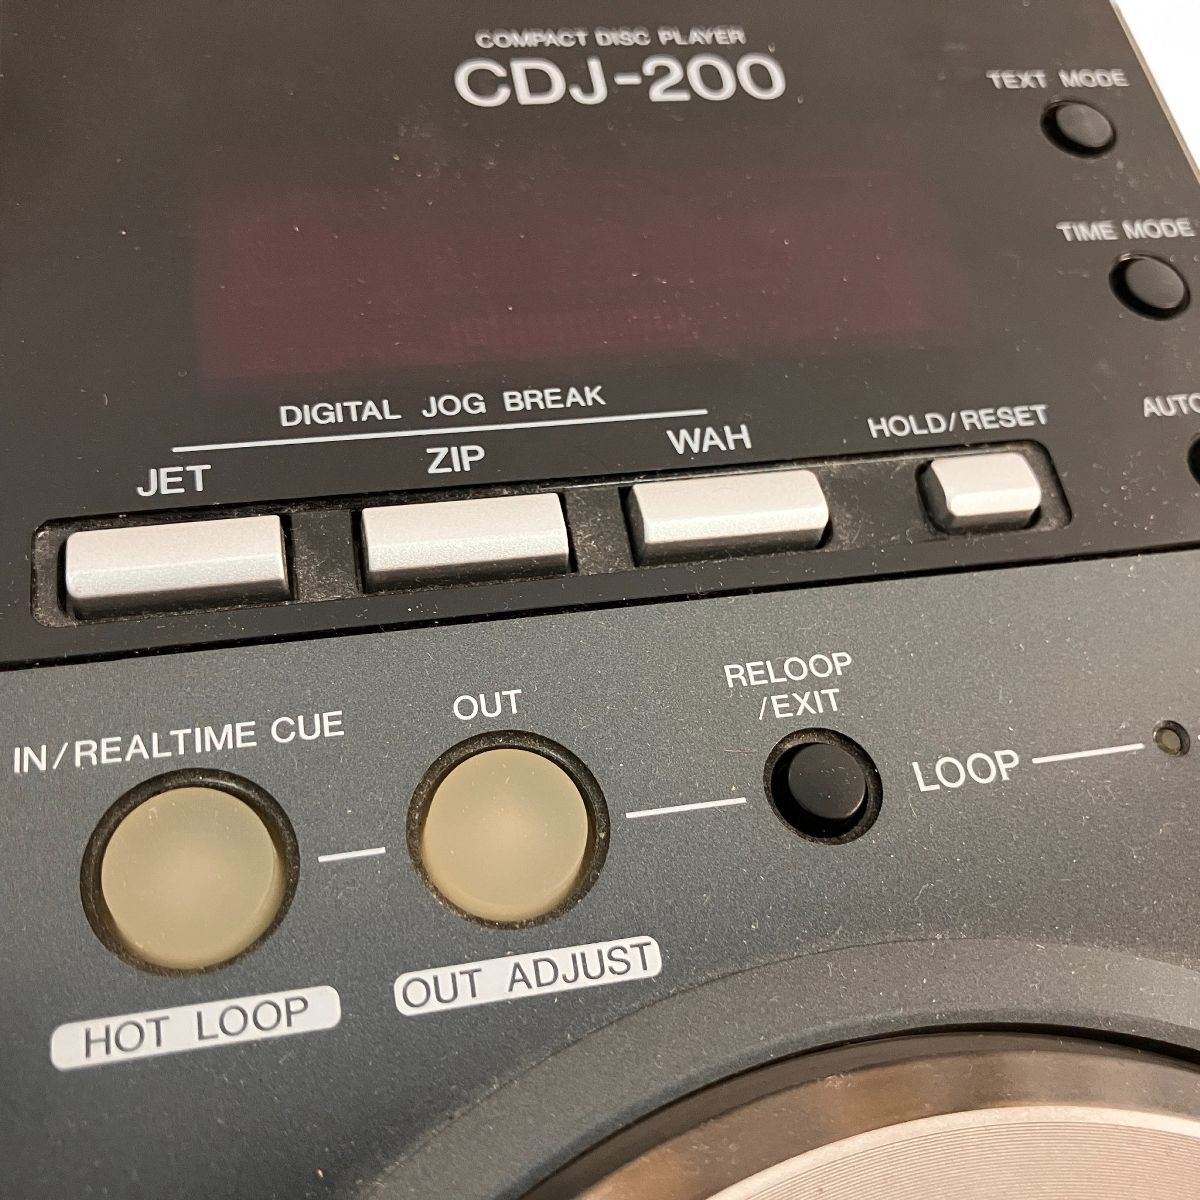 COMPACT DISC PLAYER
CDJ-200
TEXT MODE
TIME MODE
DIGITAL JOG BREAK
JET
ZIP
WAH
HOLD/RESET
AUTO
IN/REALTIME CUE
OUT
RELOOP
/EXIT
LOOP
HOT LOOP
OUT ADJUST